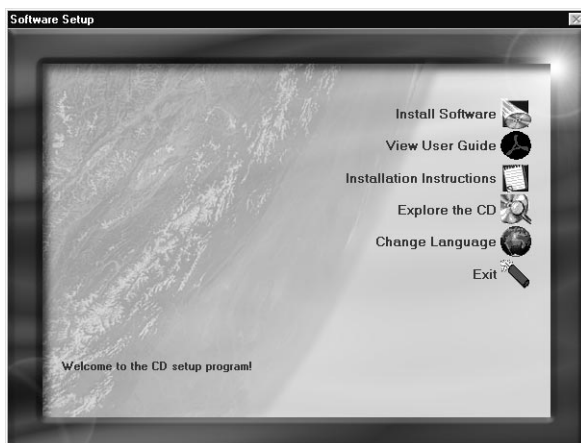 Software Setup
Install Software
View User Guide
Installation Instructions
Explore the CD
Change Language
Exit
Welcome to the CD setup program!